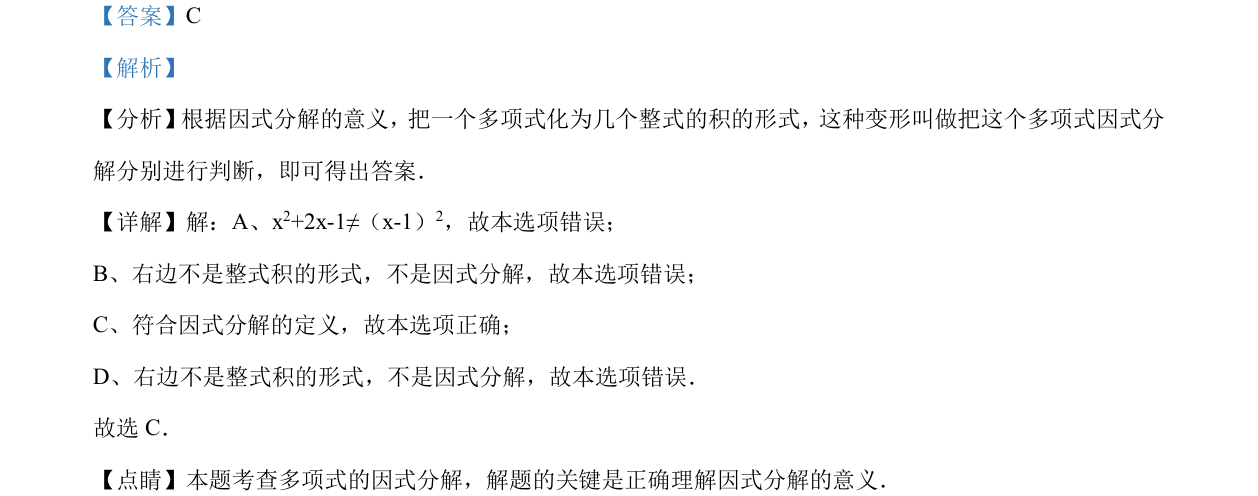 【答案】C
【解析】
【分析】根据因式分解的意义，把一个多项式化为几个整式的积的形式，这种变形叫做把这个多项式因式分
解分别进行判断，即可得出答案．
【详解】解：A、x²+2x-1≠（x-1）²，故本选项错误；
B、右边不是整式积的形式，不是因式分解，故本选项错误；
C、符合因式分解的定义，故本选项正确；
D、右边不是整式积的形式，不是因式分解，故本选项错误．
故选 C．
【点睛】本题考查多项式的因式分解，解题的关键是正确理解因式分解的意义．